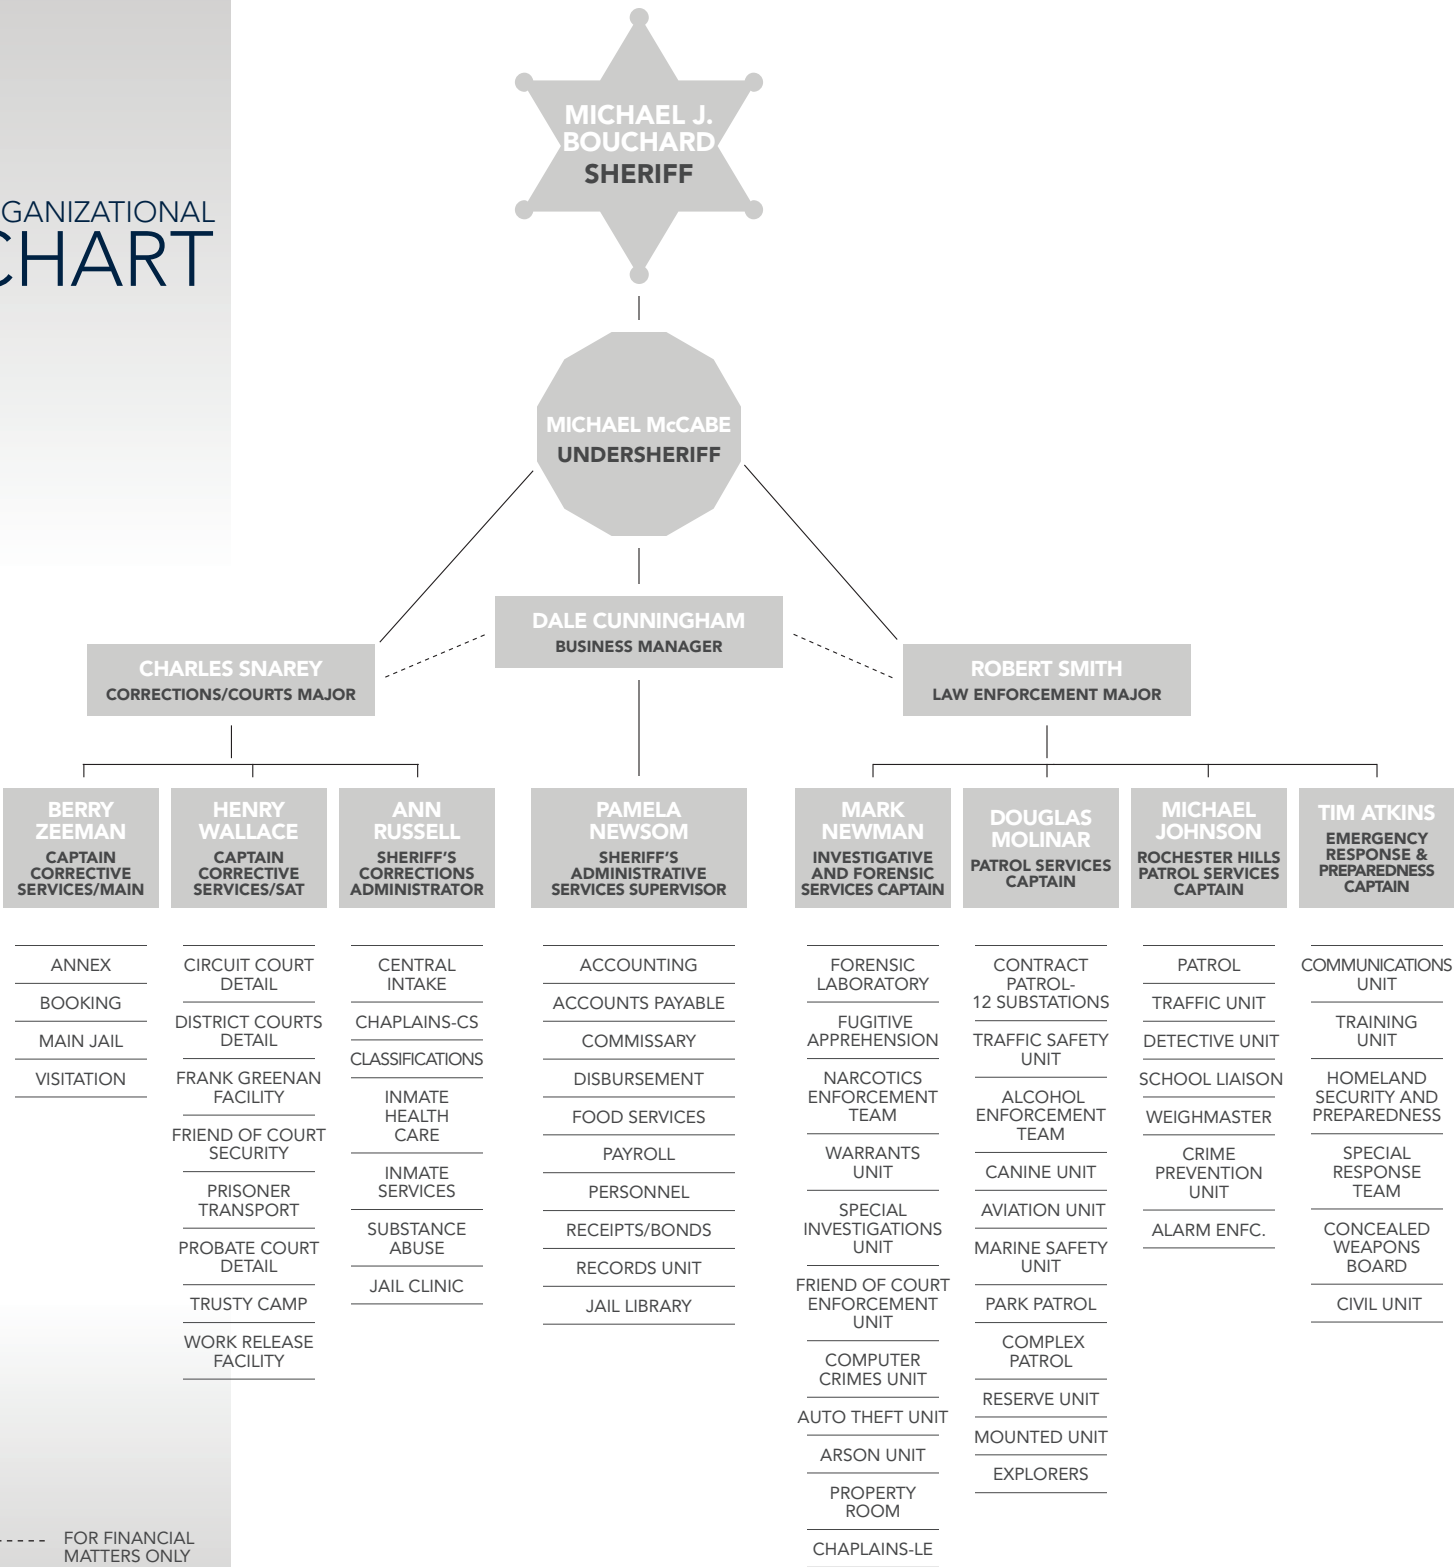 GANIZATIONAL
CHART
MICHAEL J.
BOUCHARD
SHERIFF
MICHAEL McCABE
UNDERSHERIFF
DALE CUNNINGHAM
BUSINESS MANAGER
CHARLES SNAREY
CORRECTIONS/COURTS MAJOR
ROBERT SMITH
LAW ENFORCEMENT MAJOR
BERRY
ZEEMAN
CAPTAIN
CORRECTIVE
SERVICES/MAIN
ANNEX
BOOKING
MAIN JAIL
VISITATION
HENRY
WALLACE
CAPTAIN
CORRECTIVE
SERVICES/SAT
CIRCUIT COURT
DETAIL
DISTRICT COURTS
DETAIL
FRANK GREENAN
FACILITY
FRIEND OF COURT
SECURITY
PRISONER
TRANSPORT
PROBATE COURT
DETAIL
TRUSTY CAMP
WORK RELEASE
FACILITY
ANN
RUSSELL
SHERIFF'S
CORRECTIONS
ADMINISTRATOR
CENTRAL
INTAKE
CHAPLAINS-CS
CLASSIFICATIONS
INMATE
HEALTH
CARE
INMATE
SERVICES
SUBSTANCE
ABUSE
JAIL CLINIC
PAMELA
NEWSOM
SHERIFF'S
ADMINISTRATIVE
SERVICES SUPERVISOR
ACCOUNTING
ACCOUNTS PAYABLE
COMMISSARY
DISBURSEMENT
FOOD SERVICES
PAYROLL
PERSONNEL
RECEIPTS/BONDS
RECORDS UNIT
JAIL LIBRARY
MARK
NEWMAN
INVESTIGATIVE
AND FORENSIC
SERVICES CAPTAIN
FORENSIC
LABORATORY
FUGITIVE
APPREHENSION
NARCOTICS
ENFORCEMENT
TEAM
WARRANTS
UNIT
SPECIAL
INVESTIGATIONS
UNIT
FRIEND OF COURT
ENFORCEMENT
UNIT
COMPUTER
CRIMES UNIT
AUTO THEFT UNIT
ARSON UNIT
PROPERTY
ROOM
CHAPLAINS-LE
DOUGLAS
MOLINAR
PATROL SERVICES
CAPTAIN
CONTRACT
PATROL-
12 SUBSTATIONS
TRAFFIC SAFETY
UNIT
ALCOHOL
ENFORCEMENT
TEAM
CANINE UNIT
AVIATION UNIT
MARINE SAFETY
UNIT
PARK PATROL
COMPLEX
PATROL
RESERVE UNIT
MOUNTED UNIT
EXPLORERS
MICHAEL
JOHNSON
ROCHESTER HILLS
PATROL SERVICES
CAPTAIN
PATROL
TRAFFIC UNIT
DETECTIVE UNIT
SCHOOL LIAISON
WEIGHMASTER
CRIME
PREVENTION
UNIT
ALARM ENFC.
TIM ATKINS
EMERGENCY
RESPONSE &
PREPAREDNESS
CAPTAIN
COMMUNICATIONS
UNIT
TRAINING
UNIT
HOMELAND
SECURITY AND
PREPAREDNESS
SPECIAL
RESPONSE
TEAM
CONCEALED
WEAPONS
BOARD
CIVIL UNIT
FOR FINANCIAL
MATTERS ONLY